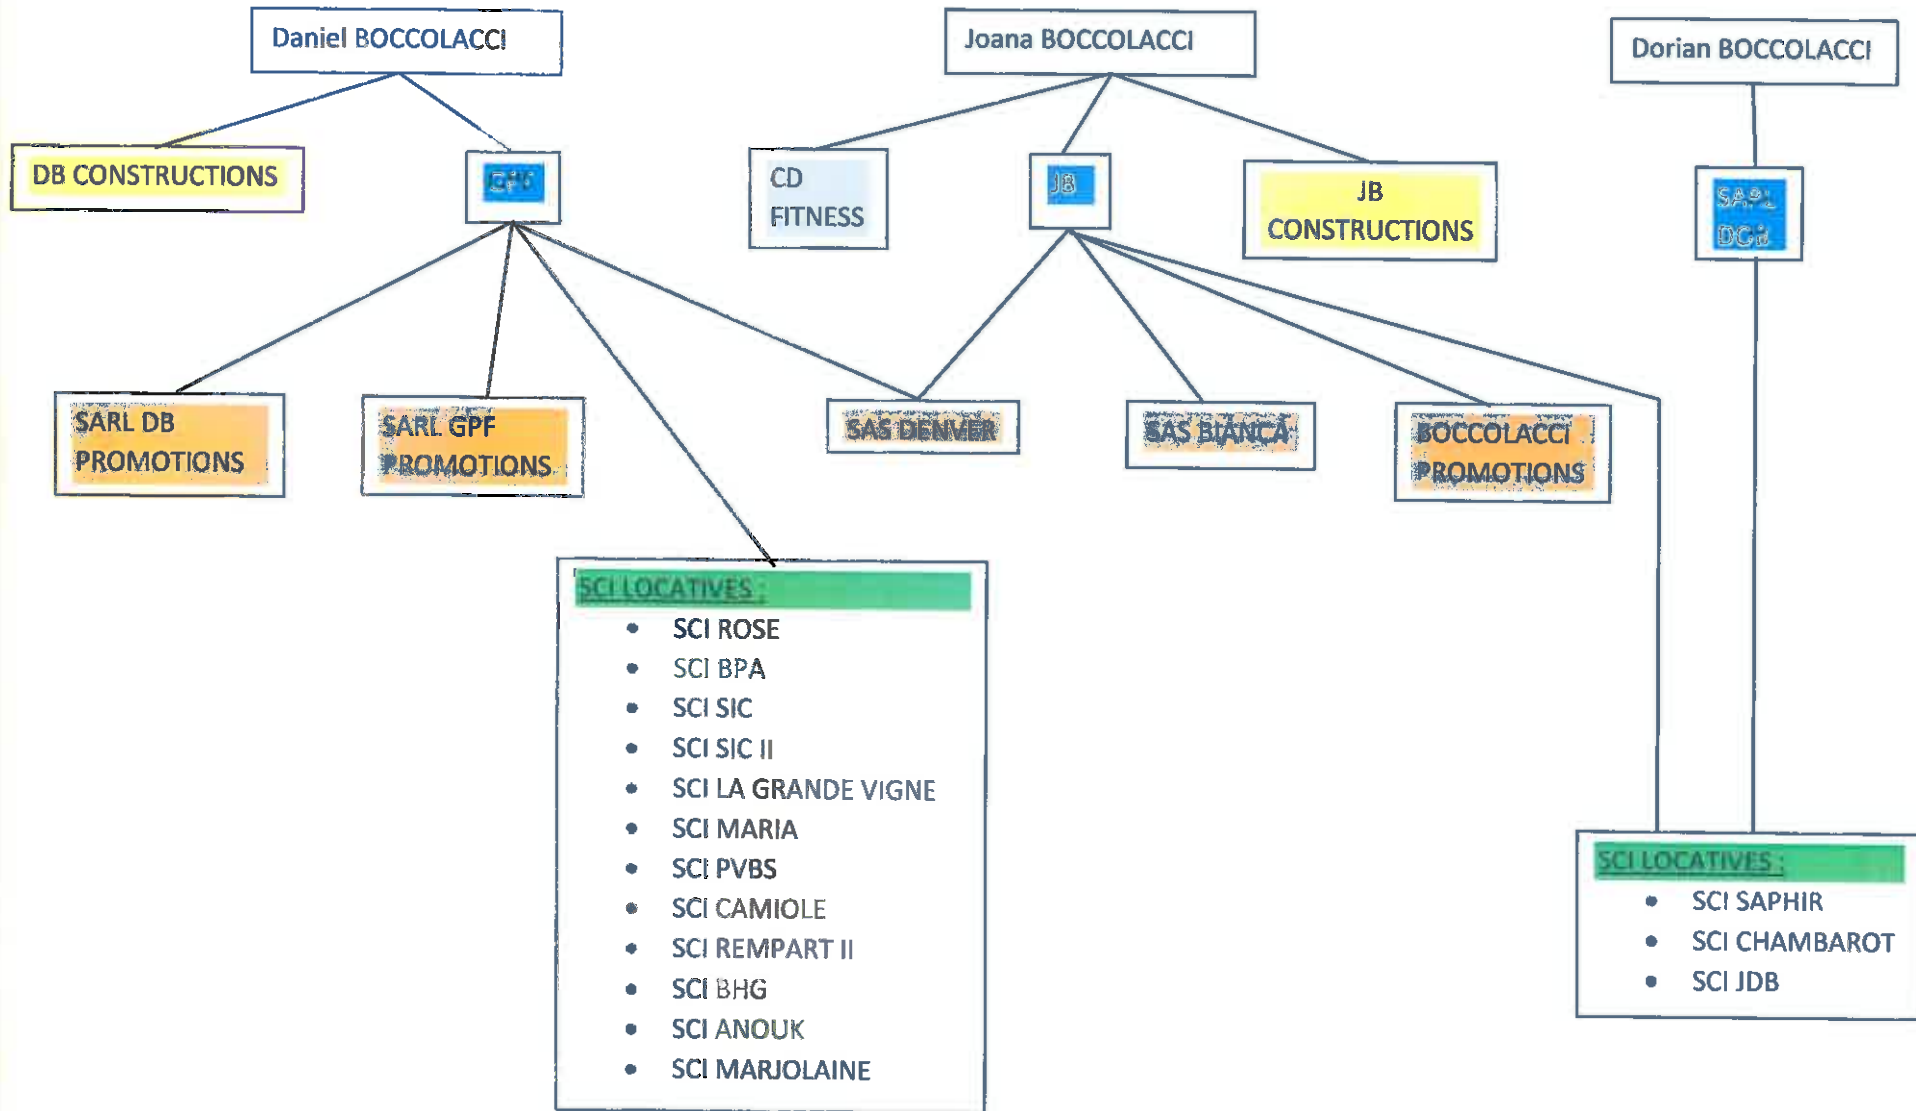 Daniel BOCCOLACCI
Joana BOCCOLACCI
Dorian BOCCOLACCI
DB CONSTRUCTIONS
CD
FITNESS
JB
JB
CONSTRUCTIONS
SARL DB
PROMOTIONS
SARL GPF
PROMOTIONS
SAS DENVER
SAS BIANCA
BOCCOLACCI
PROMOTIONS
SCI LOCATIVES :
• SCI ROSE
• SCI BPA
• SCI SIC
• SCI SIC II
• SCI LA GRANDE VIGNE
• SCI MARIA
• SCI PVBS
• SCI CAMIOLE
• SCI REMPART II
• SCI BHG
• SCI ANOUK
• SCI MARJOLAINE
SCI LOCATIVES :
• SCI SAPHIR
• SCI CHAMBAROT
• SCI JDB